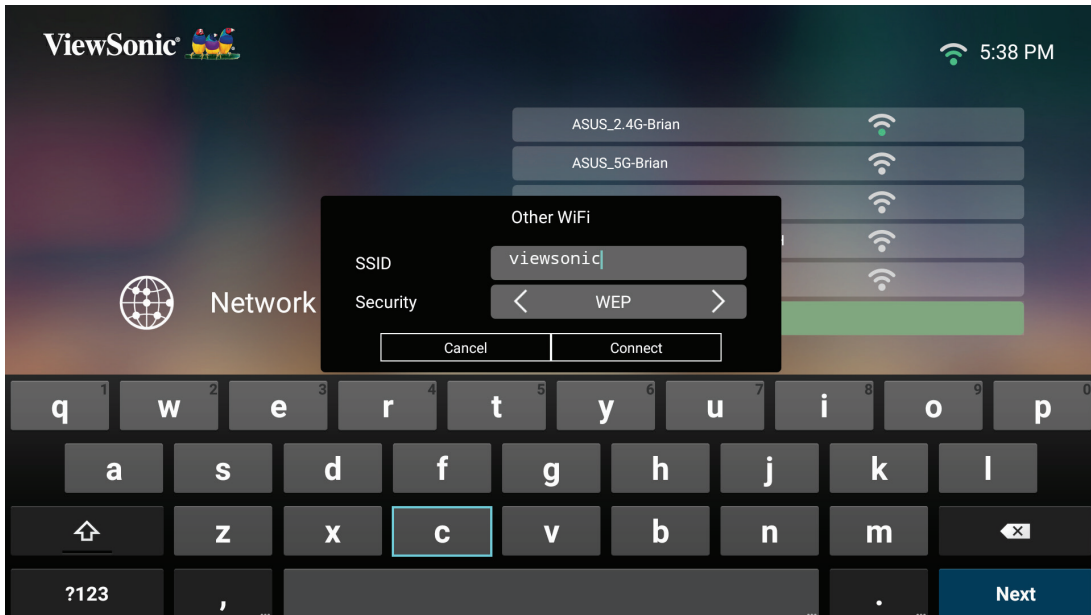 ViewSonic®
5:38 PM
ASUS_2.4G-Brian
ASUS_5G-Brian
Other WiFi
SSID viewsonic
Security WEP
Network
Cancel Connect
q 1 w 2 e 3 r 4 t 5 y 6 u 7 i 8 o 9 p 0
a s d f g h j k l
z x c v b n m
?123 , ... ... . ... Next